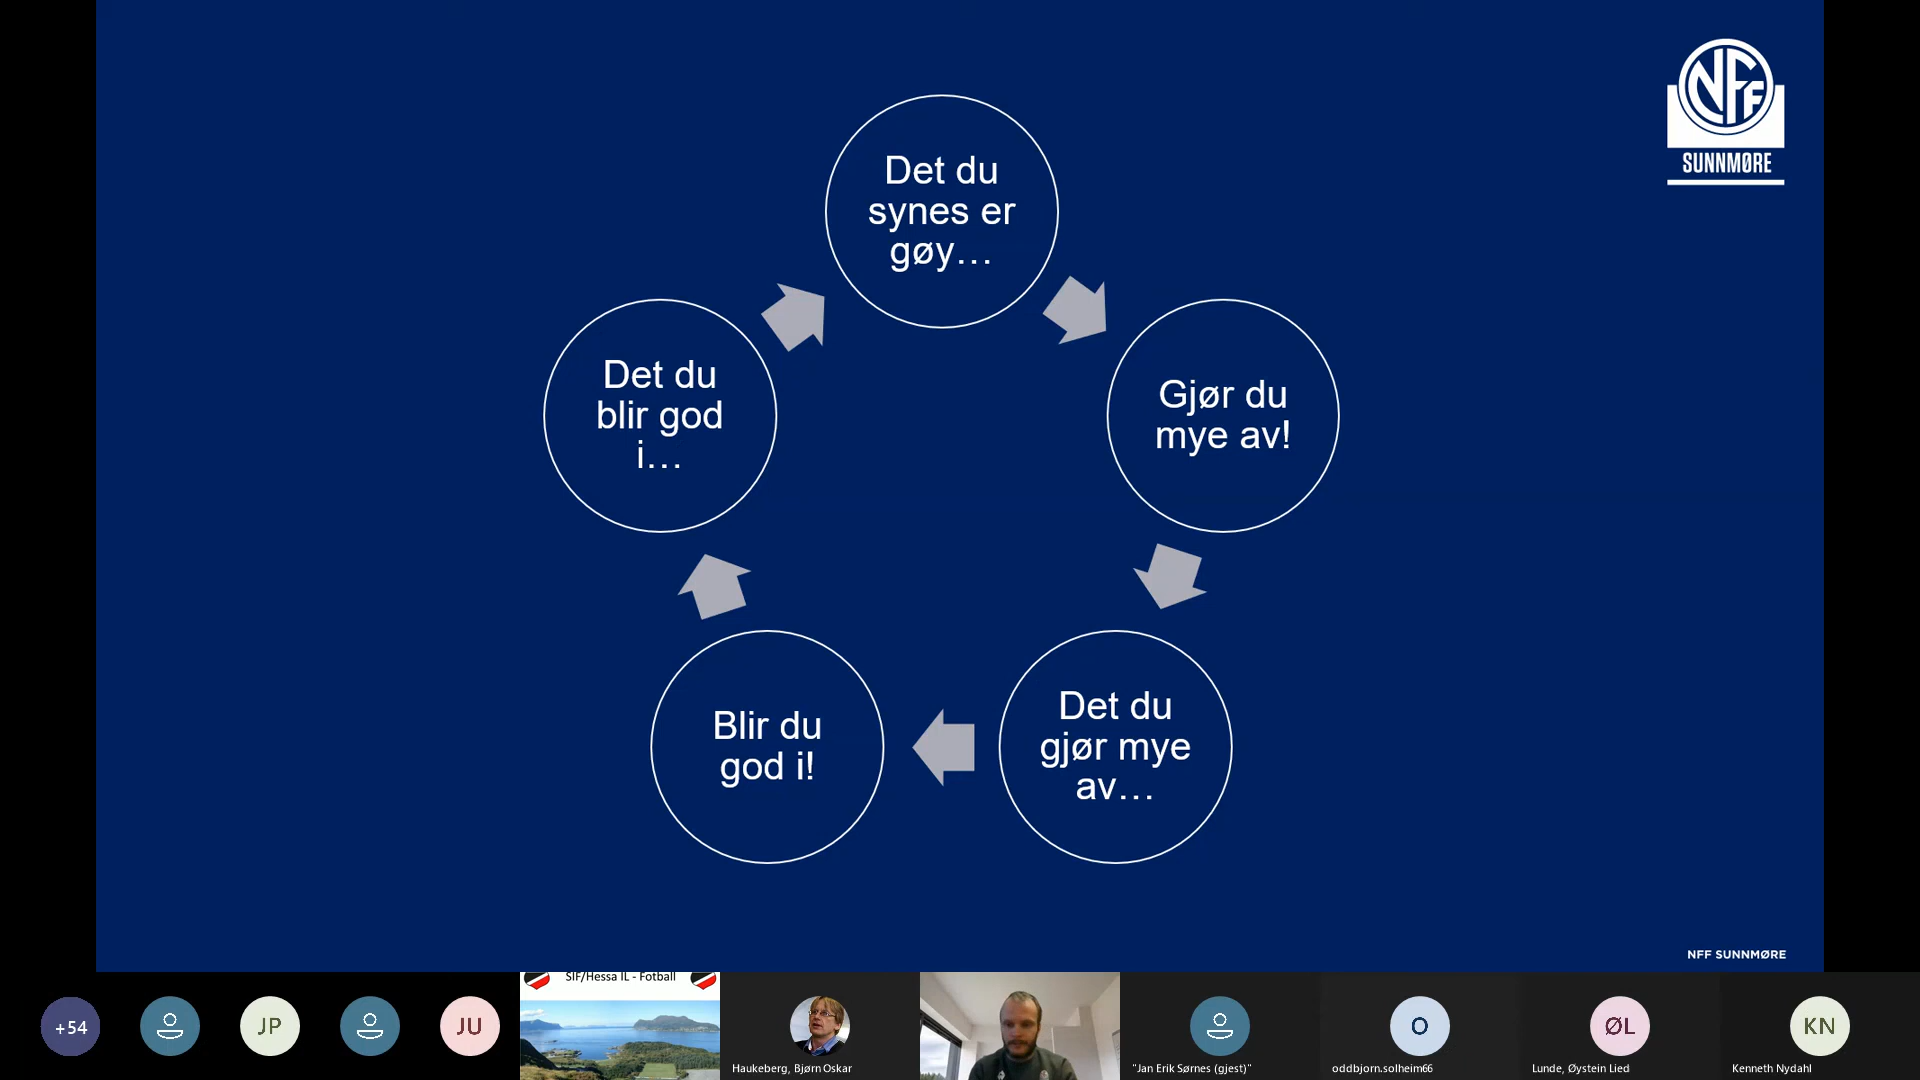 NFF
SUNNMØRE
Det du
synes er
gøy...
Gjør du
mye av!
Det du
gjør mye
av...
Blir du
god i!
Det du
blir god
i...
NFF SUNNMØRE
+54
JP
JU
SIF/Hessa IL - Fotball
Haukeberg, Bjørn Oskar
"Jan Erik Sørnes (gjest)"
O
oddbjorn.solheim66
ØL
Lunde, Øystein Lied
KN
Kenneth Nydahl